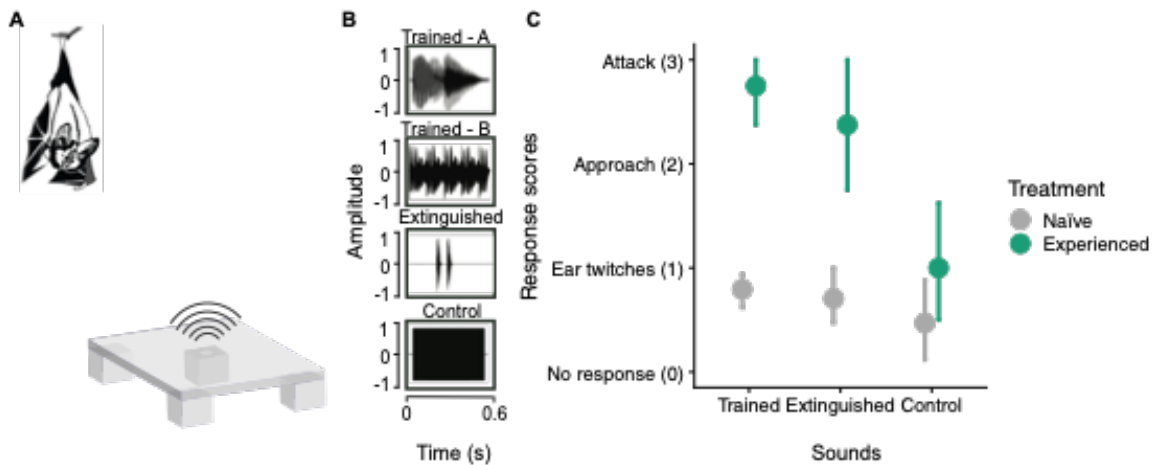 A
B
Trained - A
1
0
-1
Trained - B
1
0
-1
Extinguished
1
0
-1
Control
1
0
-1
0
0.6
Amplitude
Time (s)
C
Response scores
Attack (3)
Approach (2)
Ear twitches (1)
No response (0)
Trained Extinguished Control
Sounds
Treatment
Naïve
Experienced